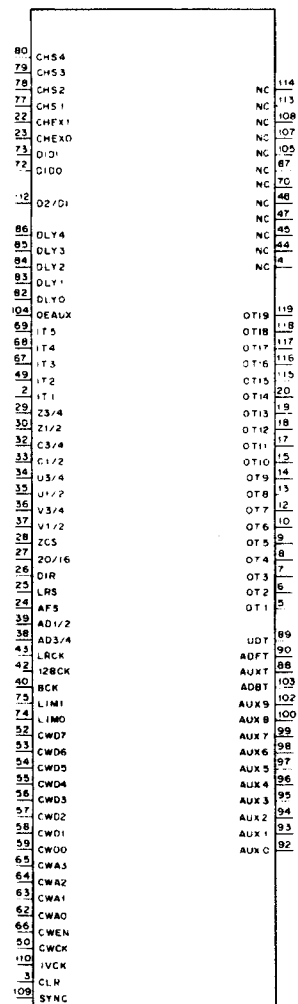 80 CHS4
79 CHS3
78 CHS2
77 CHS1
22 CHEX1
23 CHEX0
73 DID1
72 DID0
112 D2/D1
86 DLY4
85 DLY3
84 DLY2
83 DLY1
82 DLY0
104 OEAUX
69 IT5
68 IT4
67 IT3
49 IT2
2 IT1
29 Z3/4
30 Z1/2
32 C3/4
33 C1/2
34 U3/4
35 U1/2
36 V3/4
37 V1/2
28 ZCS
27 20/16
26 DIR
25 LRS
24 AFS
39 AD1/2
38 AD3/4
43 LRCK
42 128CK
40 BCK
75 LIM1
74 LIM0
52 CWD7
53 CWD6
54 CWD5
55 CWD4
56 CWD3
57 CWD2
58 CWD1
59 CWD0
65 CWA3
64 CWA2
63 CWA1
62 CWA0
66 CWEN
50 CWCK
110 IVCK
3 CLR
109 SYNC
NC 114
NC 113
NC 108
NC 107
NC 105
NC 87
NC 70
NC 48
NC 47
NC 45
NC 44
NC 4
OT19 119
OT18 118
OT17 117
OT16 116
OT15 115
OT14 20
OT13 19
OT12 18
OT11 17
OT10 15
OT9 14
OT8 13
OT7 12
OT6 10
OT5 9
OT4 8
OT3 7
OT2 6
OT1 5
UDT 89
ADFT 90
AUXT 88
ADBT 103
AUX9 102
AUX8 100
AUX7 99
AUX6 98
AUX5 97
AUX4 96
AUX3 95
AUX2 94
AUX1 93
AUX0 92